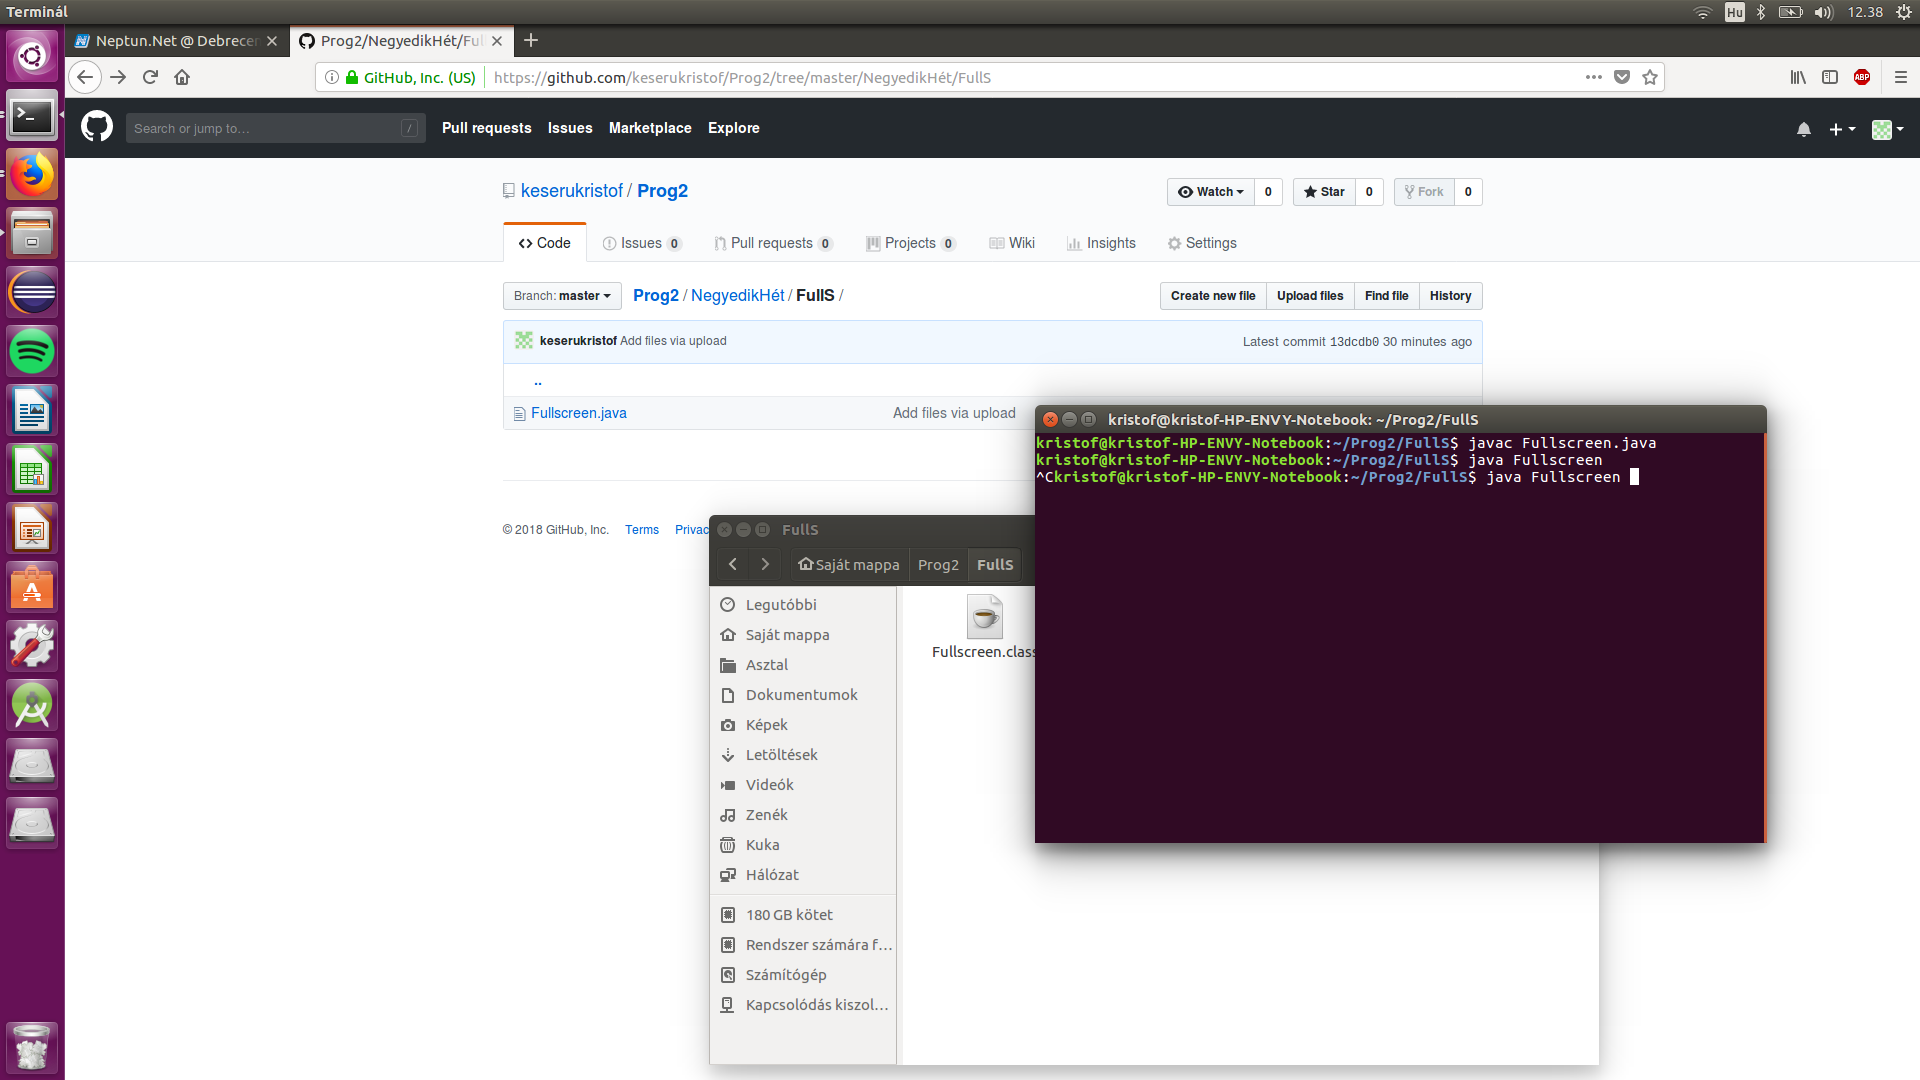 Terminál
Hu
12.38
Neptun.Net @ Debrecen
Prog2/NegyedikHét/Ful
GitHub, Inc. (US)
https://github.com/keserukristof/Prog2/tree/master/NegyedikHét/FullS
ABP
Search or jump to…
/
Pull requests
Issues
Marketplace
Explore
keserukristof / Prog2
Watch 0
Star 0
Fork 0
Code
Issues 0
Pull requests 0
Projects 0
Wiki
Insights
Settings
Branch: master
Prog2 / NegyedikHét / FullS /
Create new file
Upload files
Find file
History
keserukristof Add files via upload
Latest commit 13dcdb0 30 minutes ago
..
Fullscreen.java
Add files via upload
kristof@kristof-HP-ENVY-Notebook: ~/Prog2/FullS
kristof@kristof-HP-ENVY-Notebook:~/Prog2/FullS$ javac Fullscreen.java
kristof@kristof-HP-ENVY-Notebook:~/Prog2/FullS$ java Fullscreen
^Ckristof@kristof-HP-ENVY-Notebook:~/Prog2/FullS$ java Fullscreen
© 2018 GitHub, Inc.
Terms
Privac
FullS
Saját mappa
Prog2
FullS
Legutóbbi
Saját mappa
Asztal
Dokumentumok
Képek
Letöltések
Videók
Zenék
Kuka
Hálózat
180 GB kötet
Rendszer számára f…
Számítógép
Kapcsolódás kiszol…
Fullscreen.class